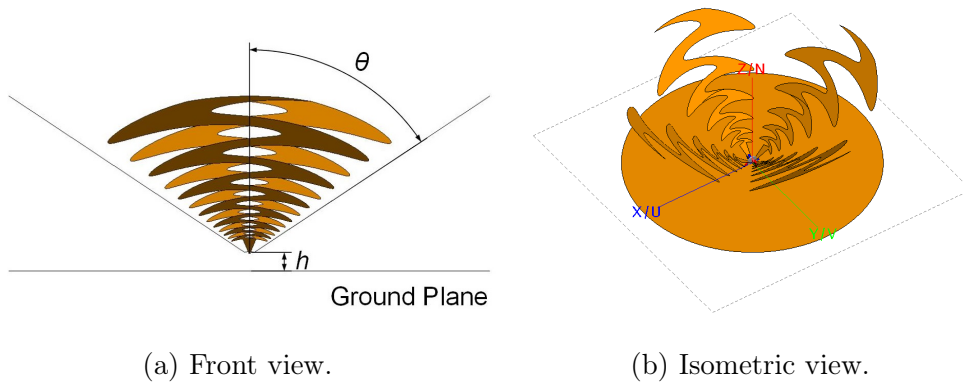 θ
h
Ground Plane
Z/N
X/U
Y/V
(a) Front view.
(b) Isometric view.